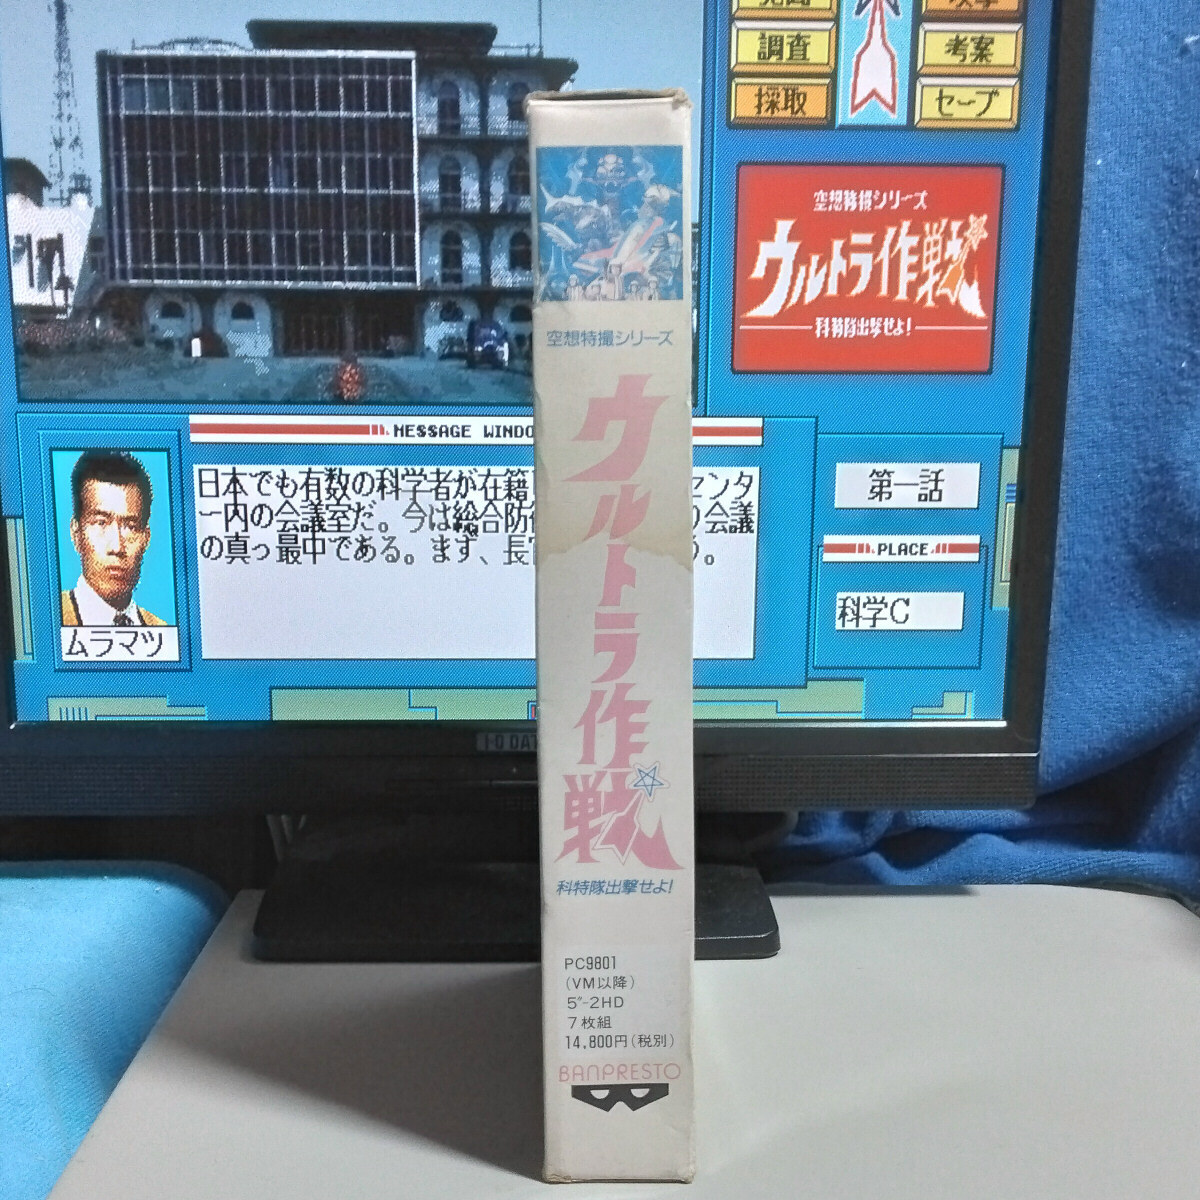 調査
考案
採取
セーブ
空想特撮シリーズ
ウルトラ作戦
科特隊出撃せよ!
MESSAGE WINDO
日本でも有数の科学者が在籍
センタ
ー内の会議室だ。今は総合防
会議
の真っ最中である。まず、長
。
ムラマツ
第一話
PLACE
科学C
I-O DAT
空想特撮シリーズ
ウルトラ作戦
科特隊出撃せよ!
PC9801
(VM以降)
5"-2HD
7枚組
14,800円(税別)
BANPRESTO